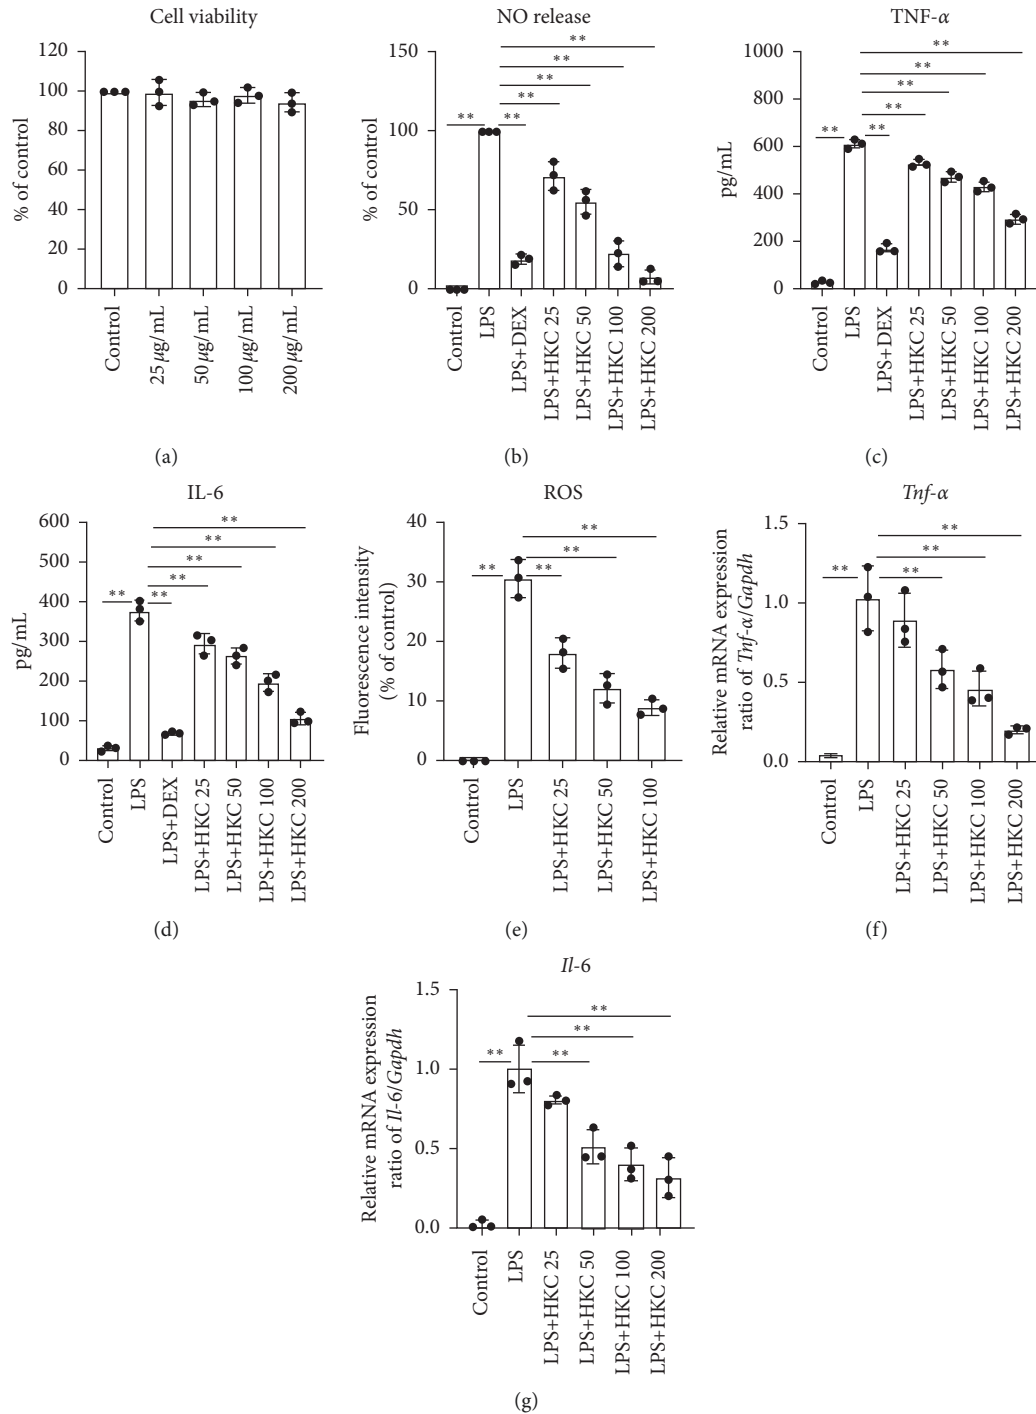 Cell viability
120
100
80
60
40
20
0
% of control
Control
25 μg/mL
50 μg/mL
100 μg/mL
200 μg/mL
(a)
NO release
150
100
50
0
% of control
**
**
**
**
**
**
Control
LPS
LPS+DEX
LPS+HKC 25
LPS+HKC 50
LPS+HKC 100
LPS+HKC 200
(b)
TNF-α
1000
800
600
400
200
0
pg/mL
**
**
**
**
**
**
Control
LPS
LPS+DEX
LPS+HKC 25
LPS+HKC 50
LPS+HKC 100
LPS+HKC 200
(c)
IL-6
600
500
400
300
200
100
0
pg/mL
**
**
**
**
**
**
Control
LPS
LPS+DEX
LPS+HKC 25
LPS+HKC 50
LPS+HKC 100
LPS+HKC 200
(d)
ROS
40
30
20
10
0
Fluorescence intensity
(% of control)
**
**
**
**
Control
LPS
LPS+HKC 25
LPS+HKC 50
LPS+HKC 100
(e)
Tnf-α
1.5
1.0
0.5
0.0
Relative mRNA expression
ratio of Tnf-α/Gapdh
**
**
**
**
Control
LPS
LPS+HKC 25
LPS+HKC 50
LPS+HKC 100
LPS+HKC 200
(f)
Il-6
1.5
1.0
0.5
0.0
Relative mRNA expression
ratio of Il-6/Gapdh
**
**
**
**
Control
LPS
LPS+HKC 25
LPS+HKC 50
LPS+HKC 100
LPS+HKC 200
(g)